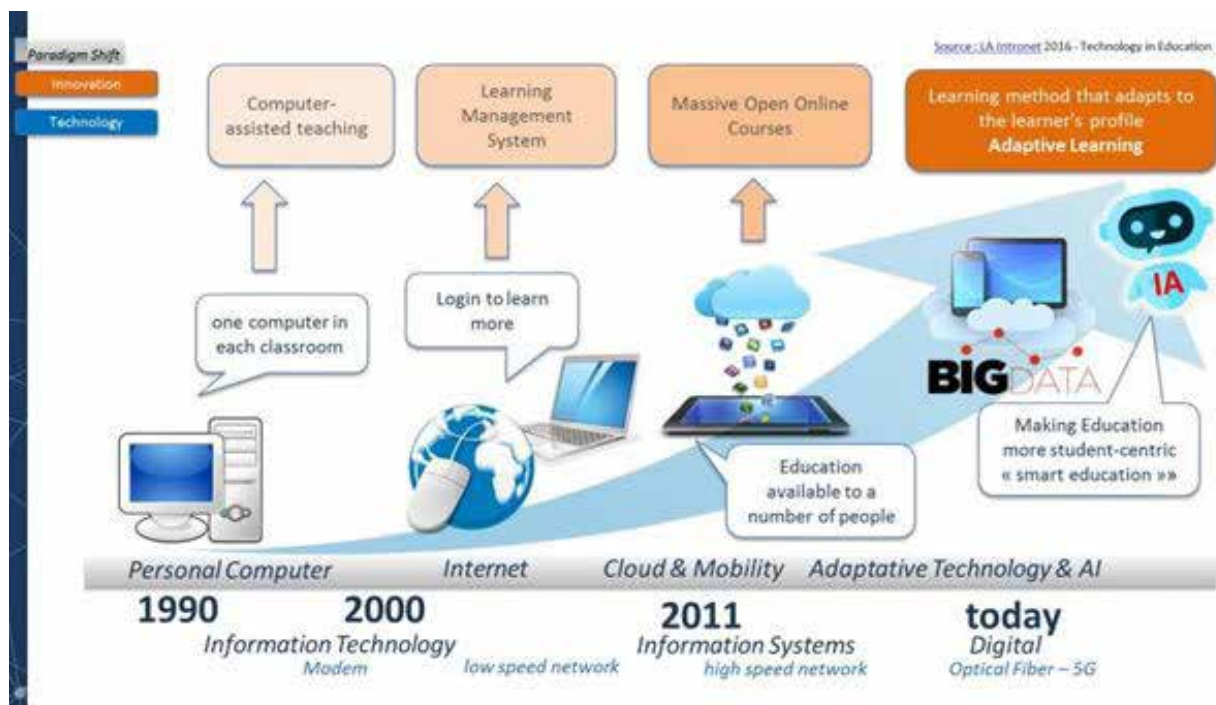 Paradigm Shift
Innovation
Technology
Source : LA Intronet 2016 - Technology in Education
Computer-
assisted teaching
Learning
Management
System
Massive Open Online
Courses
Learning method that adapts to
the learner's profile
Adaptive Learning
one computer in
each classroom
Login to learn
more
IA
BIGDATA
Education
available to a
number of people
Making Education
more student-centric
« smart education »»
Personal Computer
Internet
Cloud & Mobility
Adaptative Technology & AI
1990
2000
2011
today
Information Technology
Information Systems
Digital
Modem
low speed network
high speed network
Optical Fiber – 5G